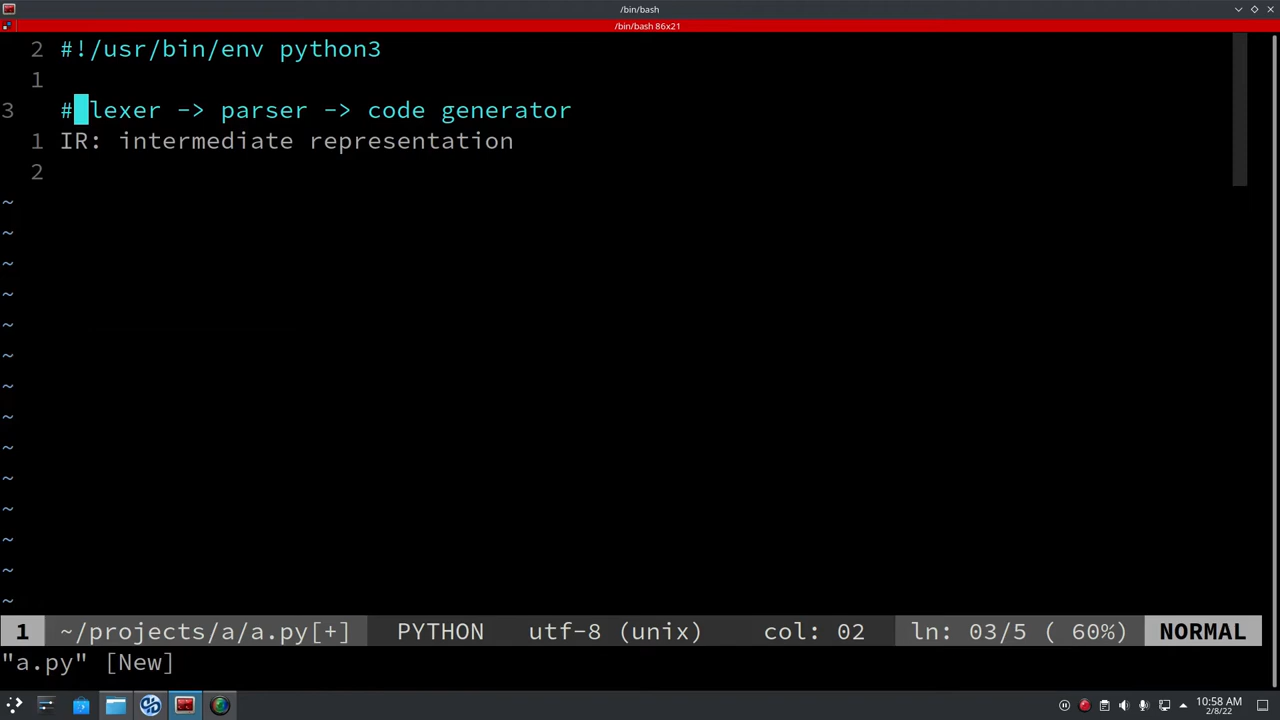 /bin/bash
/bin/bash 86x21
2 #!/usr/bin/env python3
1
3 # lexer -> parser -> code generator
1 IR: intermediate representation
2
~
~
~
~
~
~
~
~
~
~
~
~
~
~
1 ~/projects/a/a.py[+] PYTHON utf-8 (unix) col: 02 ln: 03/5 ( 60%) NORMAL
"a.py" [New]
10:58 AM
2/8/22